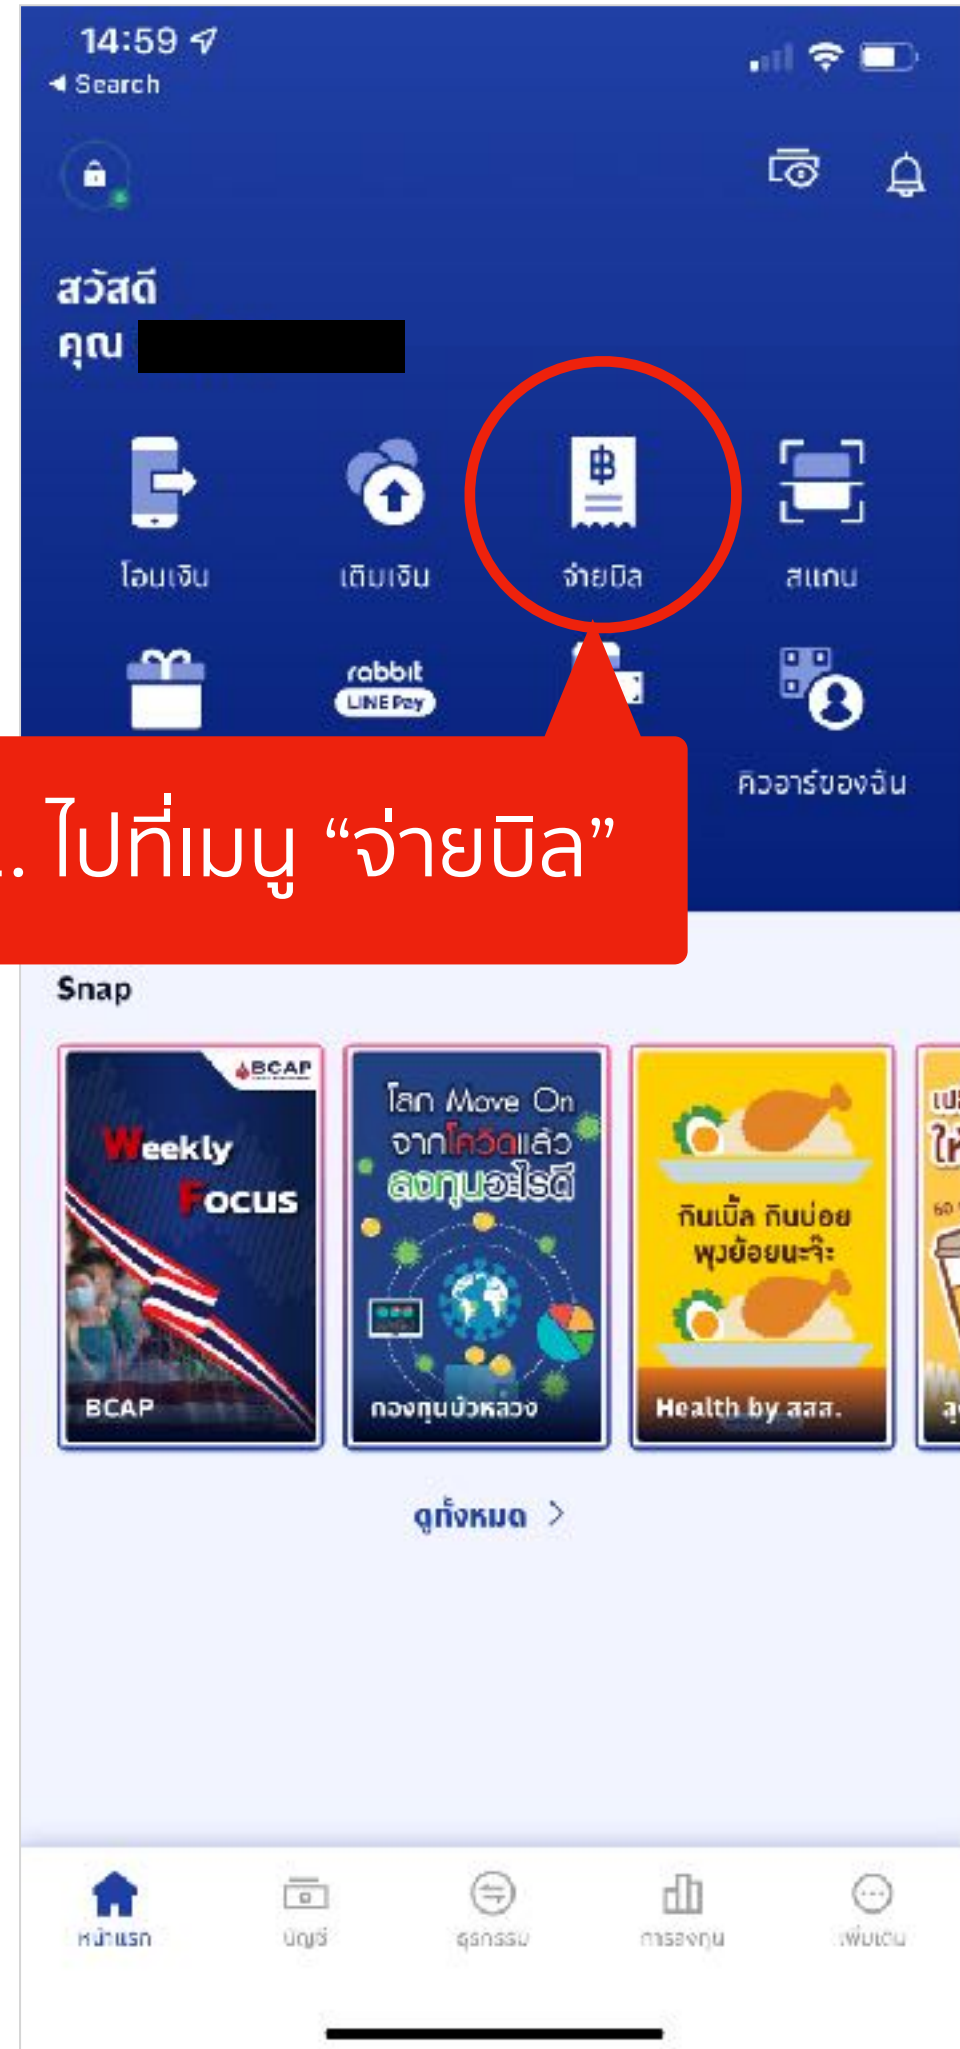 14:59
Search
สวัสดี
คุณ
โอนเงิน
เติมเงิน
จ่ายบิล
สแกน
rabbit
LINE Pay
คิวอาร์ของฉัน
.. ไปที่เมนู “จ่ายบิล”
Snap
BCAP
Weekly
Focus
BCAP
โลก Move On
จากโควิดแล้ว
ลงทุนอะไรดี
กองทุนบัวหลวง
กินเบิ้ล กินบ่อย
พุงย้อยนะจ๊ะ
Health by สสส.
ดูทั้งหมด >
หน้าแรก
บัญชี
ธุรกรรม
การลงทุน
เพิ่มเติม